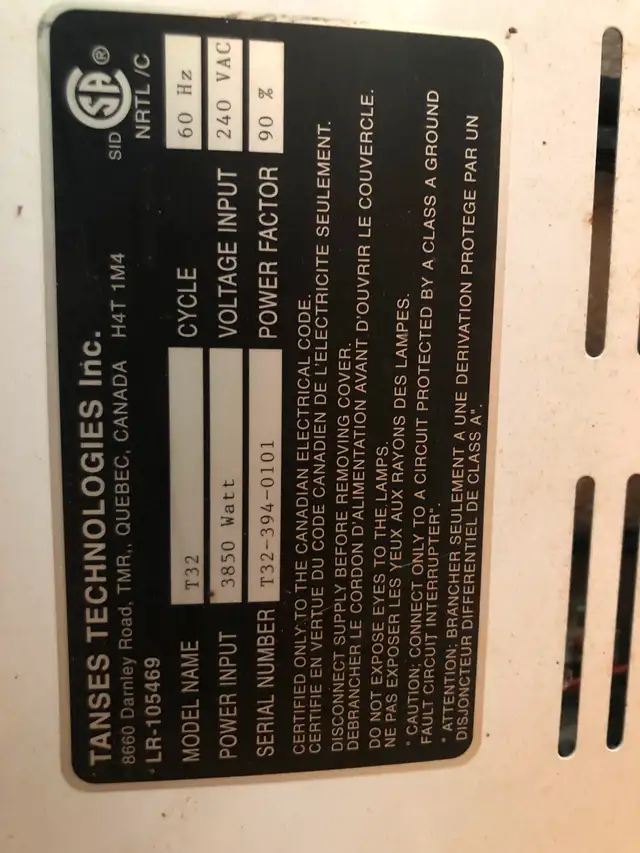 TANSES TECHNOLOGIES Inc.
8660 Darnley Road, TMR,, QUEBEC, CANADA H4T 1M4
LR-105469
SA ®
SID NRTL /C
MODEL NAME T32 CYCLE 60 Hz
POWER INPUT 3850 Watt VOLTAGE INPUT 240 VAC
SERIAL NUMBER T32-394-0101 POWER FACTOR 90 %
CERTIFIED ONLY TO THE CANADIAN ELECTRICAL CODE.
CERTIFIE EN VERTUE DU CODE CANADIEN DE L'ELECTRICITE SEULEMENT.
DISCONNECT SUPPLY BEFORE REMOVING COVER.
DEBRANCHER LE CORDON D'ALIMENTATION AVANT D'OUVRIR LE COUVERCLE.
DO NOT EXPOSE EYES TO THE LAMPS.
NE PAS EXPOSER LES YEUX AUX RAYONS DES LAMPES.
* CAUTION; CONNECT ONLY TO A CIRCUIT PROTECTED BY A CLASS A GROUND
FAULT CIRCUIT INTERRUPTER".
* ATTENTION; BRANCHER SEULEMENT A UNE DERIVATION PROTEGE PAR UN
DISJONCTEUR DIFFERENTIEL DE CLASS A".